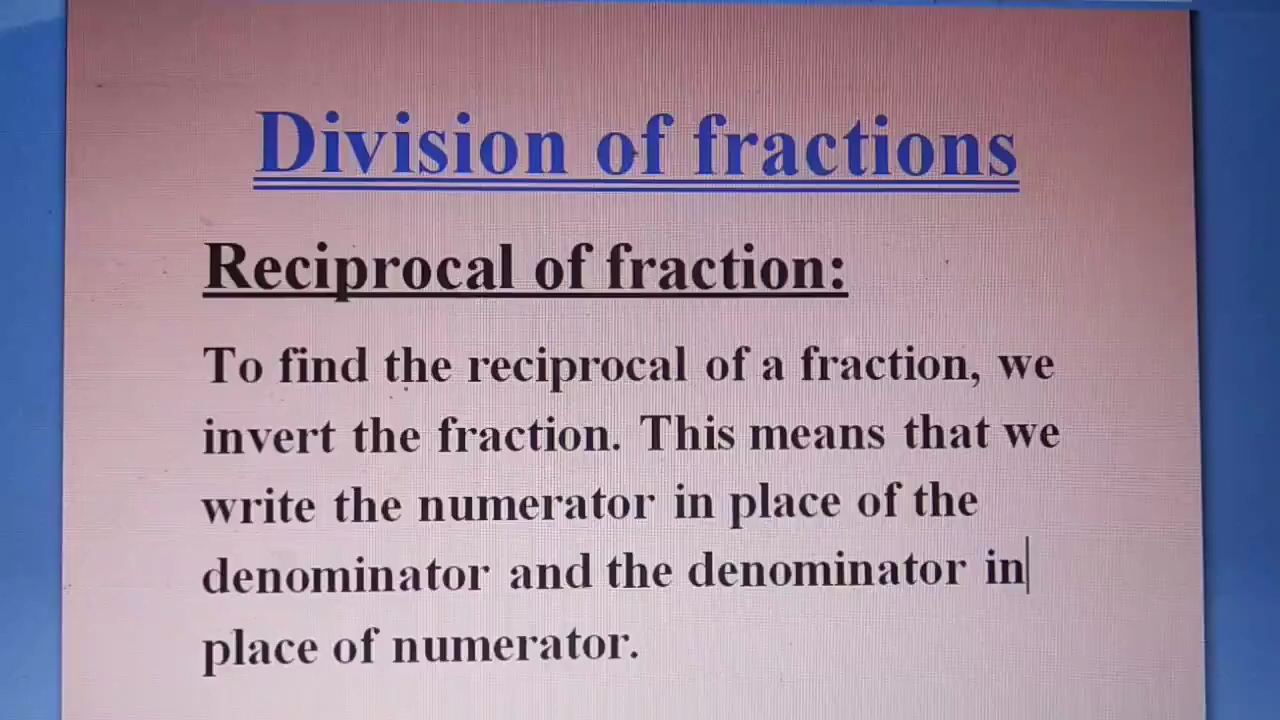 Division of fractions
Reciprocal of fraction:
To find the reciprocal of a fraction, we
invert the fraction. This means that we
write the numerator in place of the
denominator and the denominator in
place of numerator.